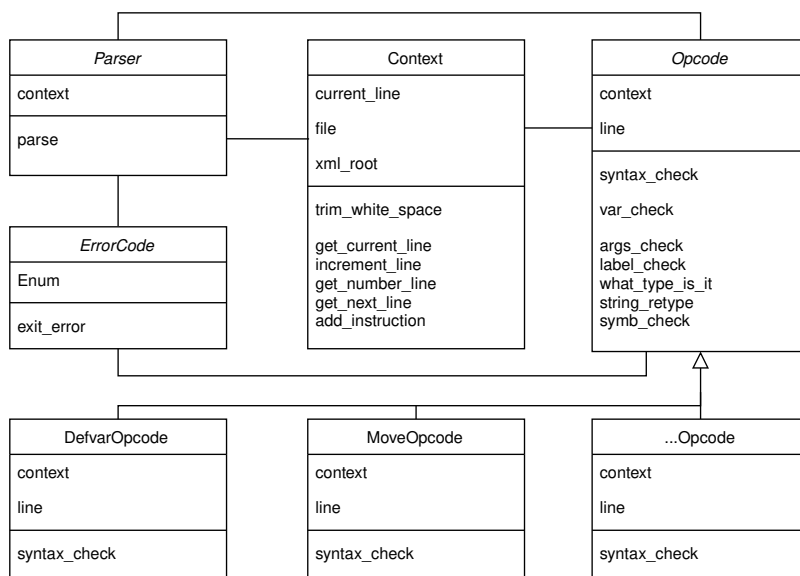 Parser
context
parse
Context
current_line
file
xml_root
trim_white_space
get_current_line
increment_line
get_number_line
get_next_line
add_instruction
Opcode
context
line
syntax_check
var_check
args_check
label_check
what_type_is_it
string_retype
symb_check
ErrorCode
Enum
exit_error
DefvarOpcode
context
line
syntax_check
MoveOpcode
context
line
syntax_check
...Opcode
context
line
syntax_check